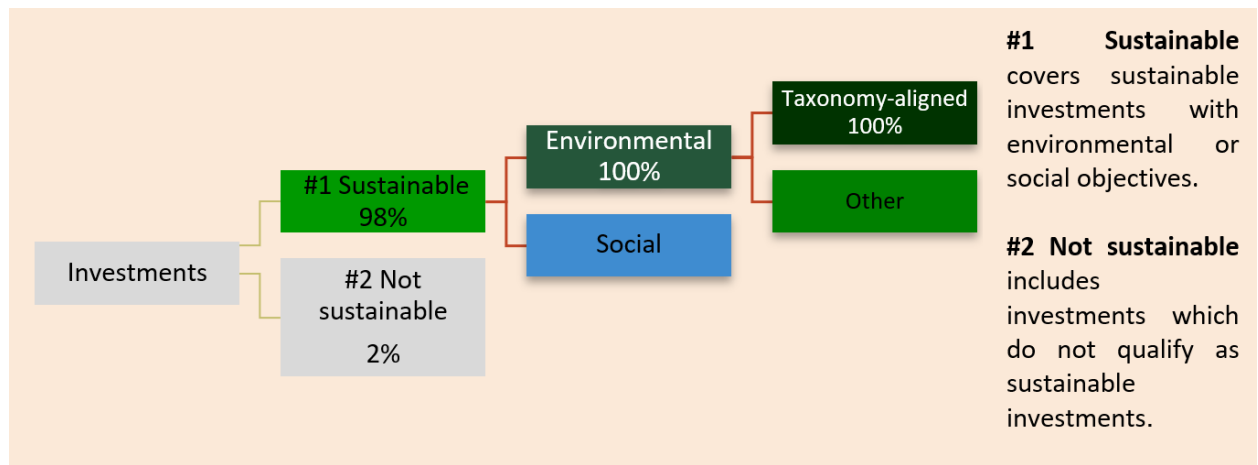 Investments
#1 Sustainable
98%
#2 Not
sustainable
2%
Environmental
100%
Social
Taxonomy-aligned
100%
Other
#1 Sustainable
covers sustainable
investments with
environmental or
social objectives.
#2 Not sustainable
includes
investments which
do not qualify as
sustainable
investments.